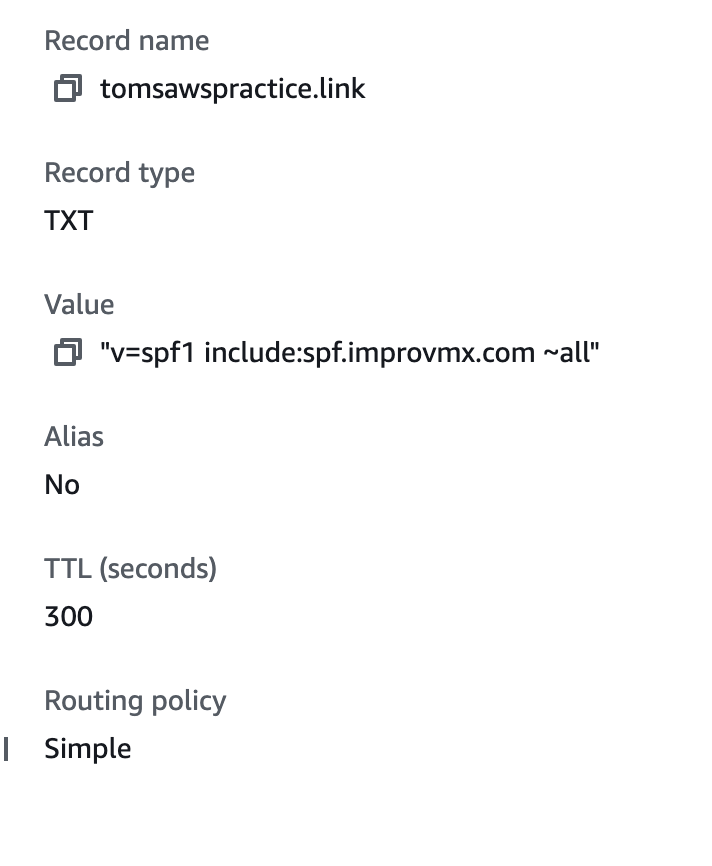 Record name
tomsawspractice.link
Record type
TXT
Value
"v=spf1 include:spf.improvmx.com ~all"
Alias
No
TTL (seconds)
300
Routing policy
Simple